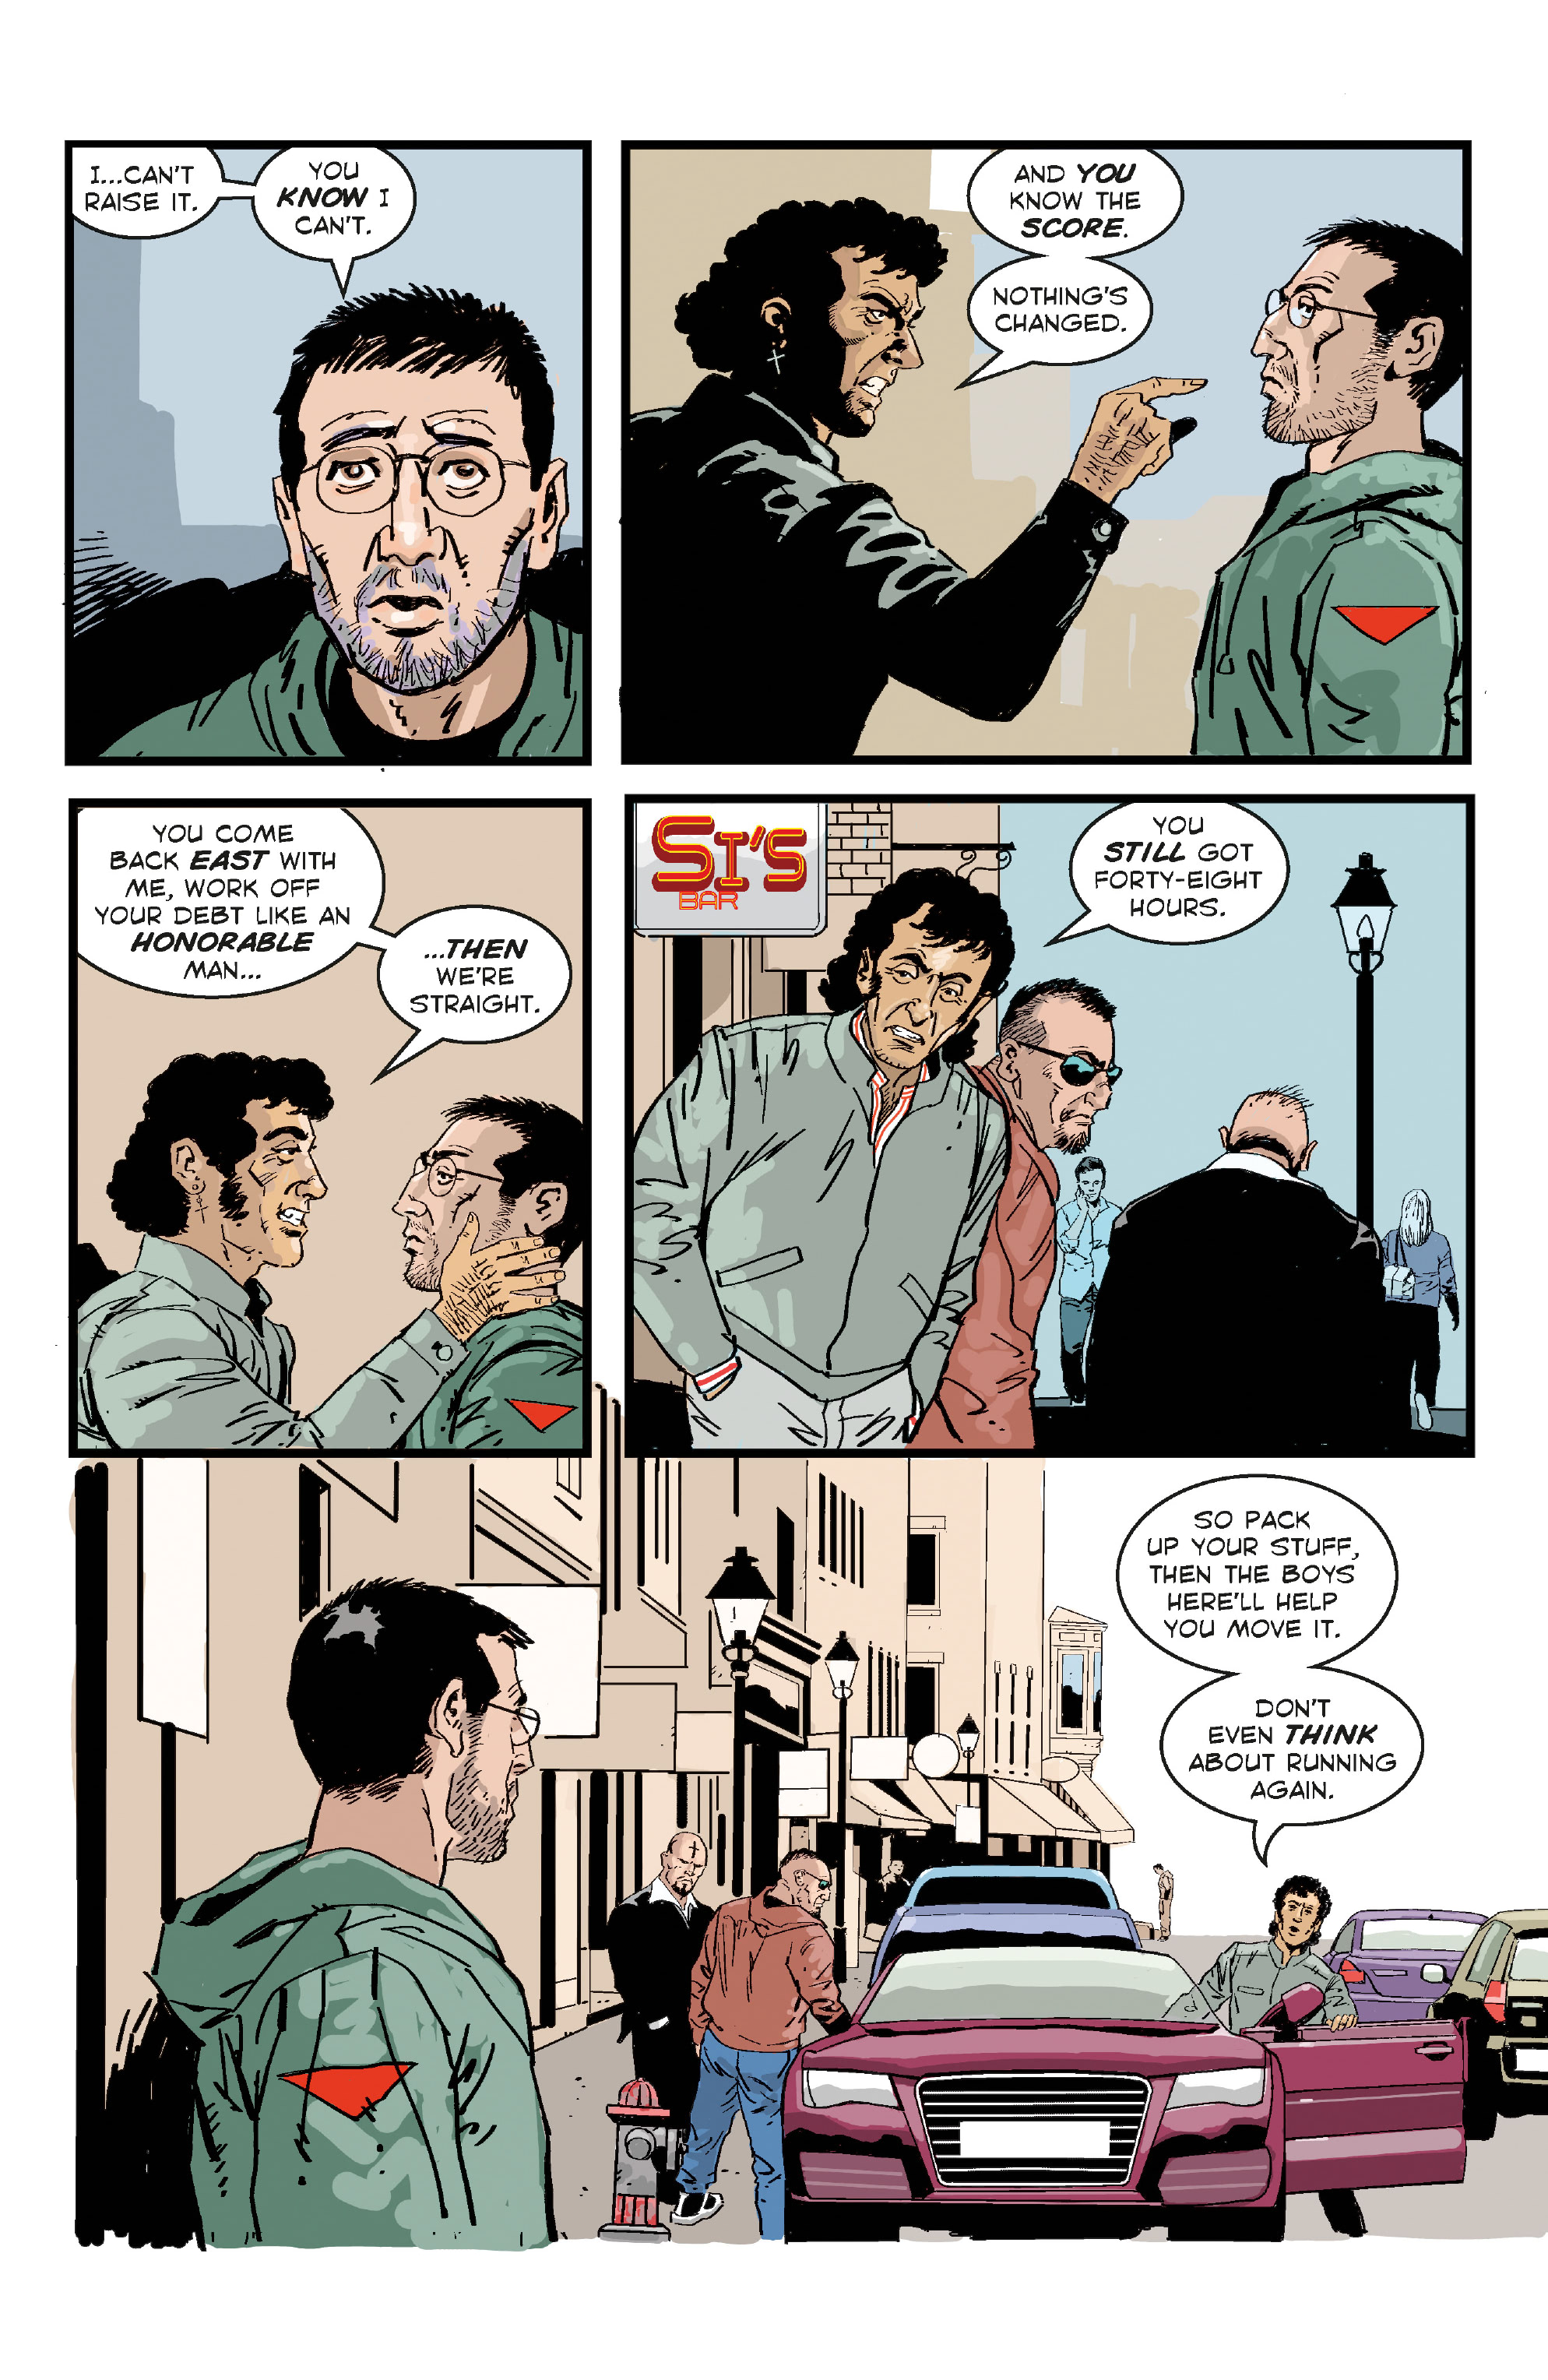 I...CAN'T
RAISE IT.
YOU
KNOW I
CAN'T.
AND YOU
KNOW THE
SCORE.
NOTHING'S
CHANGED.
YOU COME
BACK EAST WITH
ME, WORK OFF
YOUR DEBT LIKE AN
HONORABLE
MAN...
...THEN
WE'RE
STRAIGHT.
SI'S
BAR
YOU
STILL GOT
FORTY-EIGHT
HOURS.
SO PACK
UP YOUR STUFF,
THEN THE BOYS
HERE'LL HELP
YOU MOVE IT.
DON'T
EVEN THINK
ABOUT RUNNING
AGAIN.